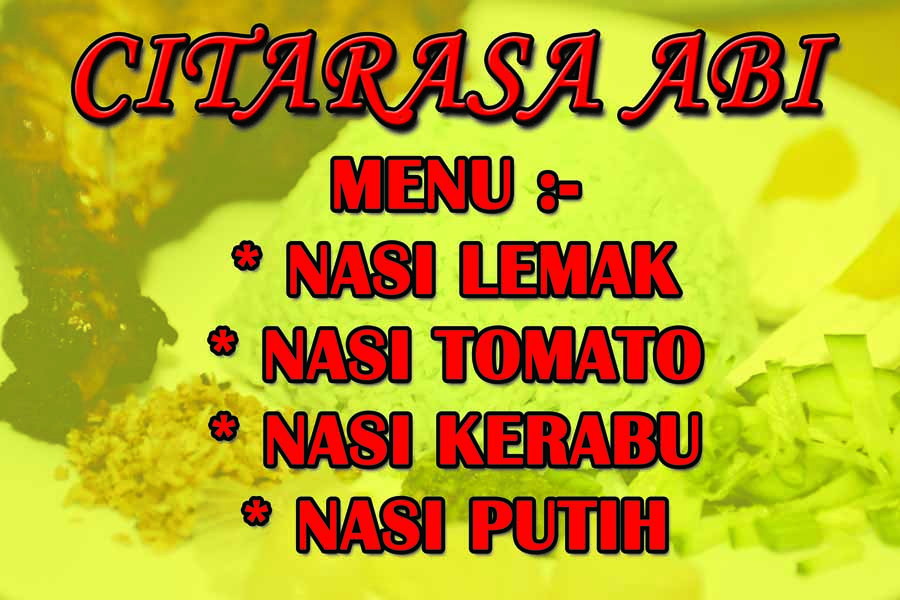 CITARASA ABI
MENU :-
* NASI LEMAK
* NASI TOMATO
* NASI KERABU
* NASI PUTIH